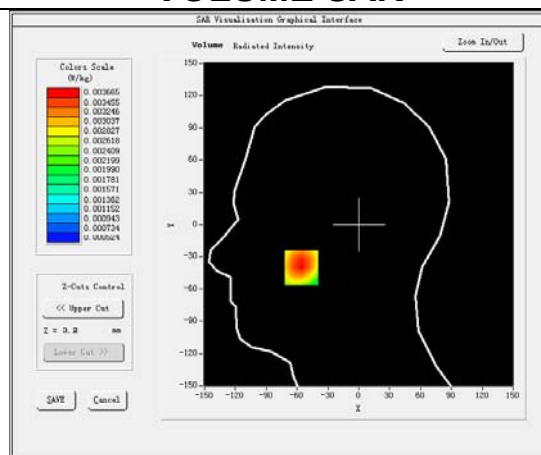 SAR Visualisation Graphical Interface
Volume Radiated Intensity
Zoom In/Out
Colors Scale
(W/kg)
0.003665
0.003455
0.003246
0.003037
0.002827
0.002618
0.002409
0.002199
0.001990
0.001781
0.001571
0.001362
0.001152
0.000943
0.000734
0.000524
Z-Cuts Control
<< Upper Cut
Z = 3.2 mm
Lower Cut >>
SAVE Cancel
150
120
90
60
30
0
-30
-60
-90
-120
-150
Y
-150 -120 -90 -60 -30 0 30 60 90 120 150
X